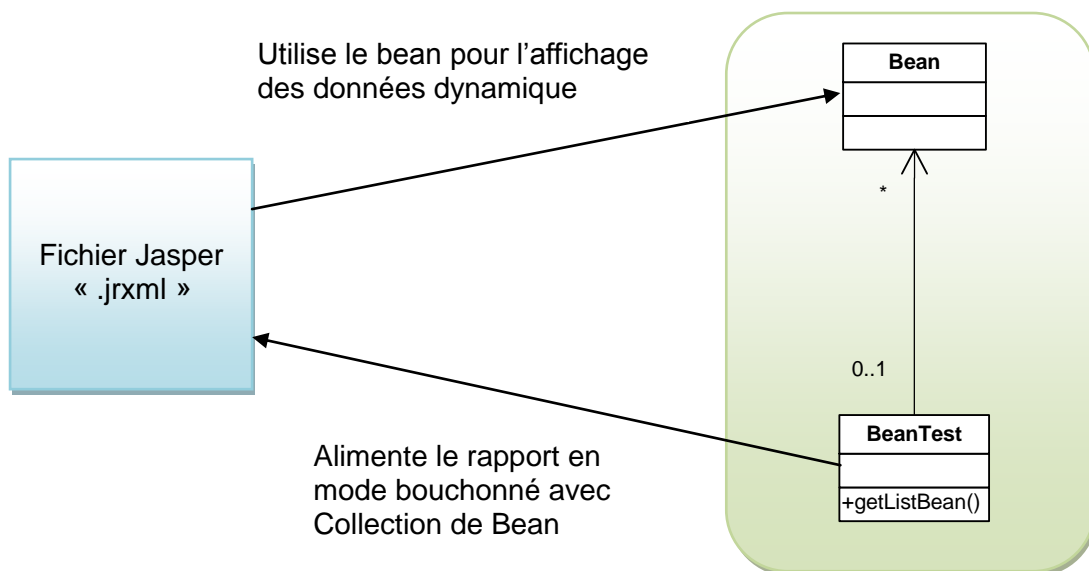 Utilise le bean pour l’affichage
des données dynamique
Bean
Fichier Jasper
« .jrxml »
*
0..1
BeanTest
+getListBean()
Alimente le rapport en
mode bouchonné avec
Collection de Bean